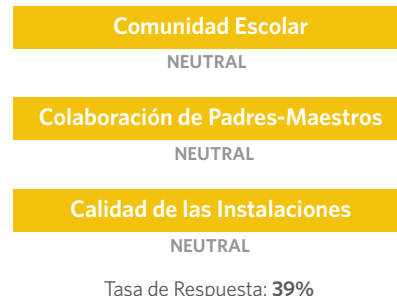 Comunidad Escolar
NEUTRAL
Colaboración de Padres-Maestros
NEUTRAL
Calidad de las Instalaciones
NEUTRAL
Tasa de Respuesta: 39%